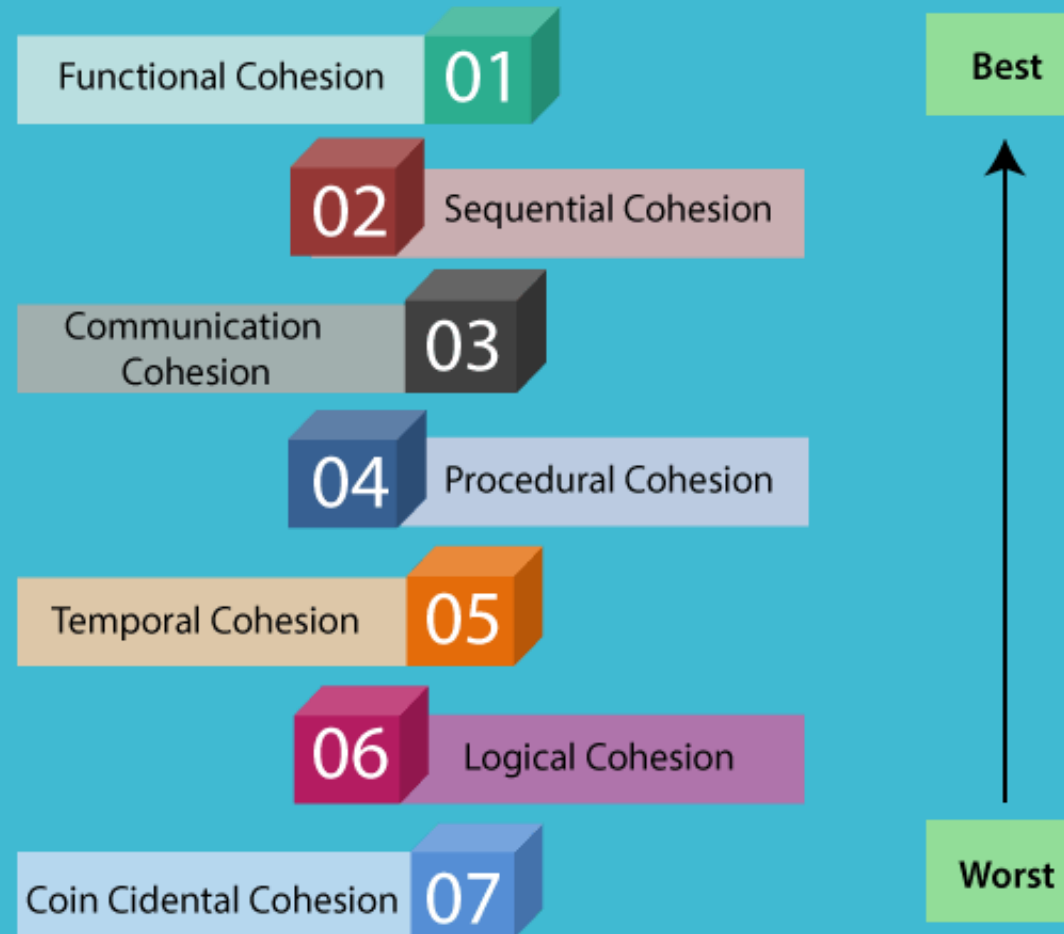 Functional Cohesion 01
Best
02 Sequential Cohesion
Communication
Cohesion
03
04 Procedural Cohesion
Temporal Cohesion 05
06 Logical Cohesion
Worst
Coin Cidental Cohesion 07